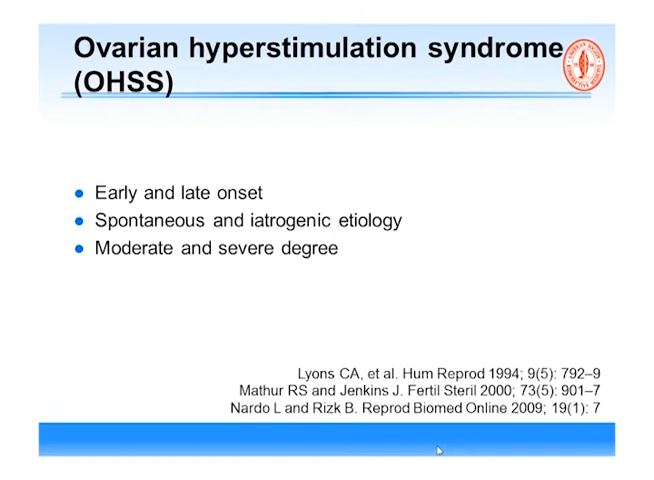 Ovarian hyperstimulation syndrome
(OHSS)
Early and late onset
Spontaneous and iatrogenic etiology
Moderate and severe degree
Lyons CA, et al. Hum Reprod 1994; 9(5): 792–9
Mathur RS and Jenkins J. Fertil Steril 2000; 73(5): 901–7
Nardo L and Rizk B. Reprod Biomed Online 2009; 19(1): 7